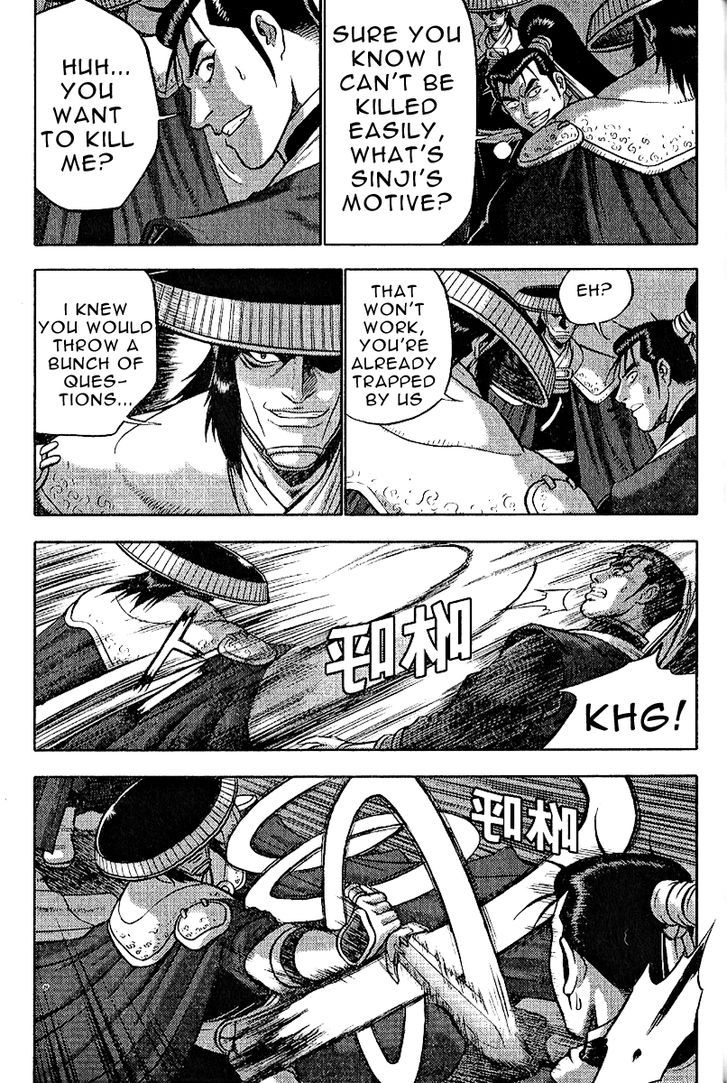 HUH...
YOU
WANT
TO KILL
ME?
SURE YOU
KNOW I
CAN'T BE
KILLED
EASILY,
WHAT'S
SINJI'S
MOTIVE?
I KNEW
YOU WOULD
THROW A
BUNCH OF
QUES-
TIONS...
THAT
WON'T
WORK,
YOU'RE
ALREADY
TRAPPED
BY US
EH?
KHG!